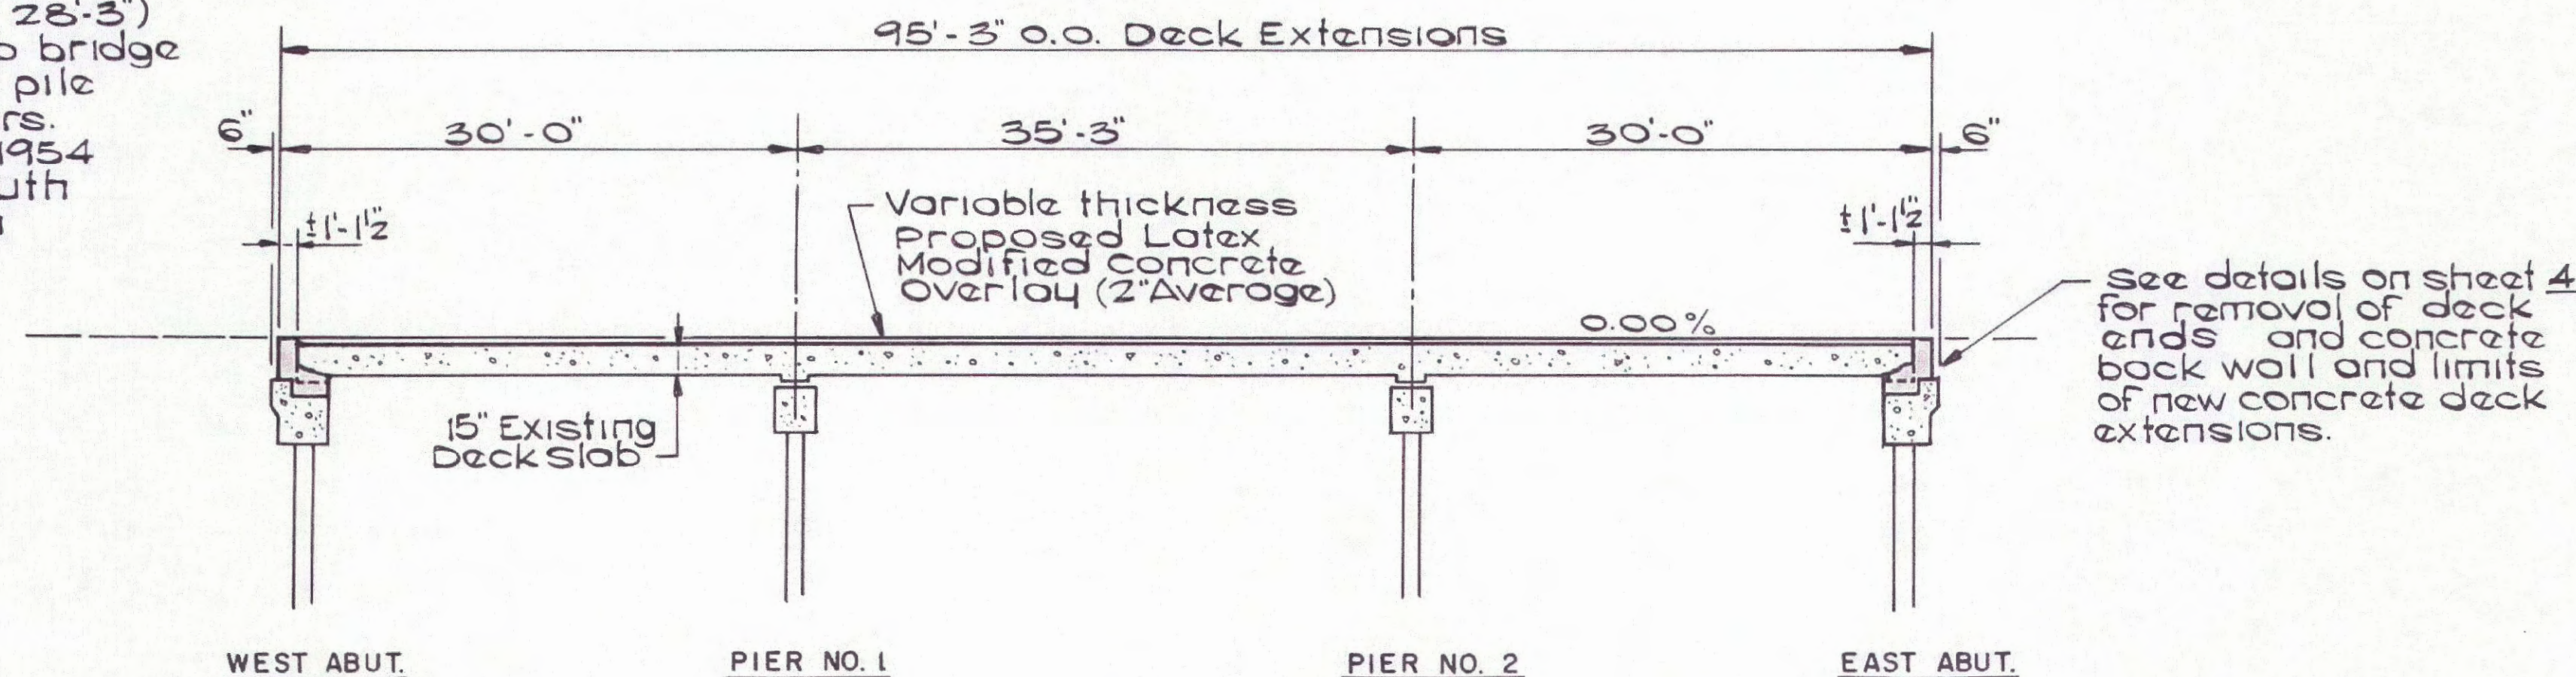 28'-3")
bridge
pile
rs.
1954
uth
95'-3" O.O. Deck Extensions
6"
30'-0"
35'-3"
30'-0"
6"
±1'-1½"
Variable thickness
Proposed Latex
Modified Concrete
Overlay (2" Average)
±1'-1½"
0.00%
See details on sheet 4
for removal of deck
ends and concrete
back wall and limits
of new concrete deck
extensions.
15" Existing
Deck Slab
WEST ABUT.
PIER NO. 1
PIER NO. 2
EAST ABUT.